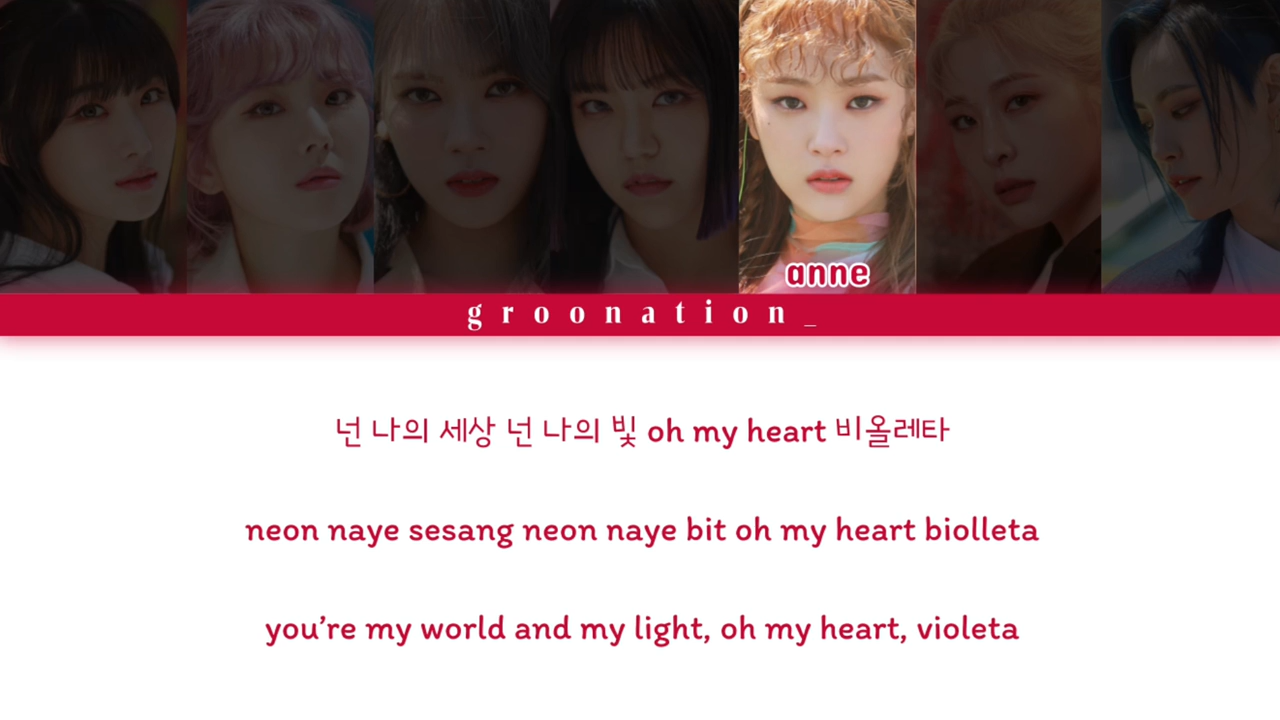 anne
groonation_
넌 나의 세상 넌 나의 빛 oh my heart 비올레타
neon naye sesang neon naye bit oh my heart biolleta
you’re my world and my light, oh my heart, violeta